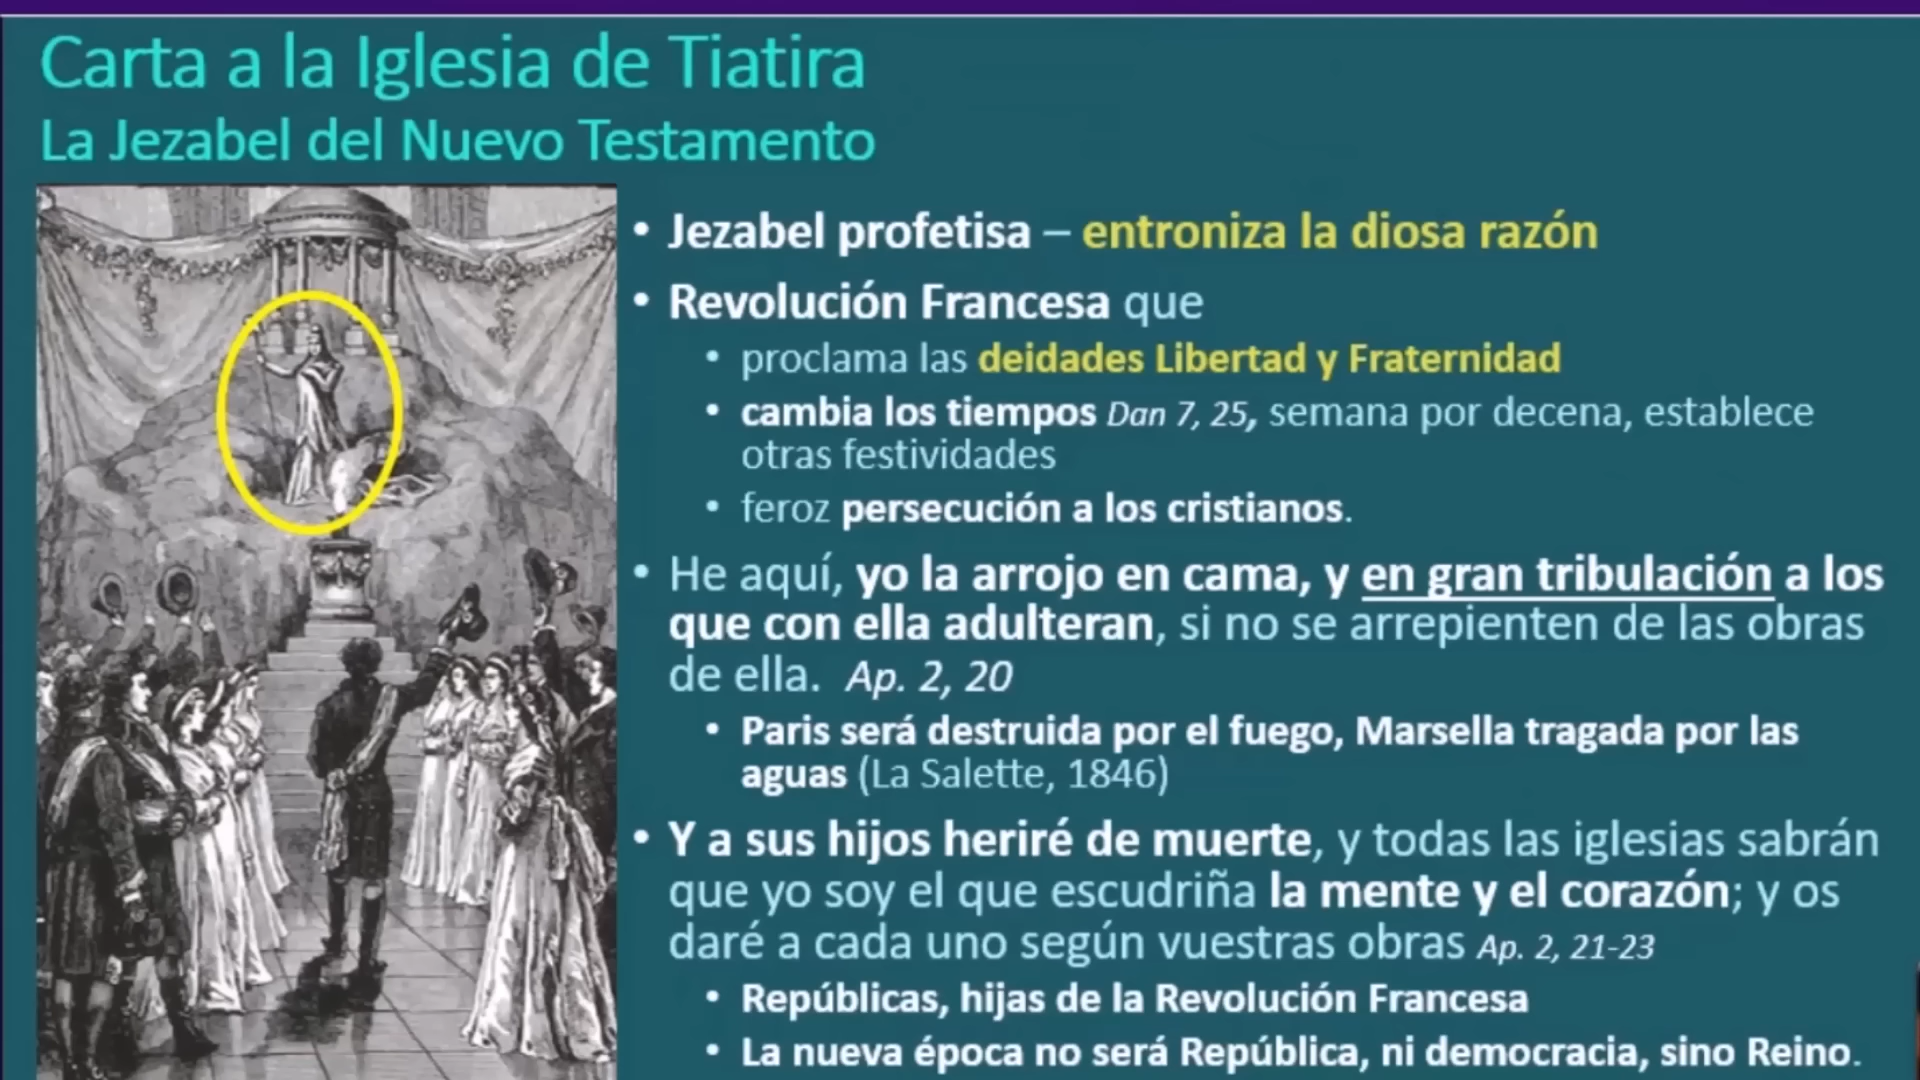 Carta a la Iglesia de Tiatira
La Jezabel del Nuevo Testamento
• Jezabel profetisa – entroniza la diosa razón
• Revolución Francesa que
• proclama las deidades Libertad y Fraternidad
• cambia los tiempos Dan 7, 25, semana por decena, establece
otras festividades
• feroz persecución a los cristianos.
• He aquí, yo la arrojo en cama, y en gran tribulación a los
que con ella adulteran, si no se arrepienten de las obras
de ella. Ap. 2, 20
• Paris será destruida por el fuego, Marsella tragada por las
aguas (La Salette, 1846)
• Y a sus hijos heriré de muerte, y todas las iglesias sabrán
que yo soy el que escudriña la mente y el corazón; y os
daré a cada uno según vuestras obras Ap. 2, 21-23
• Repúblicas, hijas de la Revolución Francesa
• La nueva época no será República, ni democracia, sino Reino.